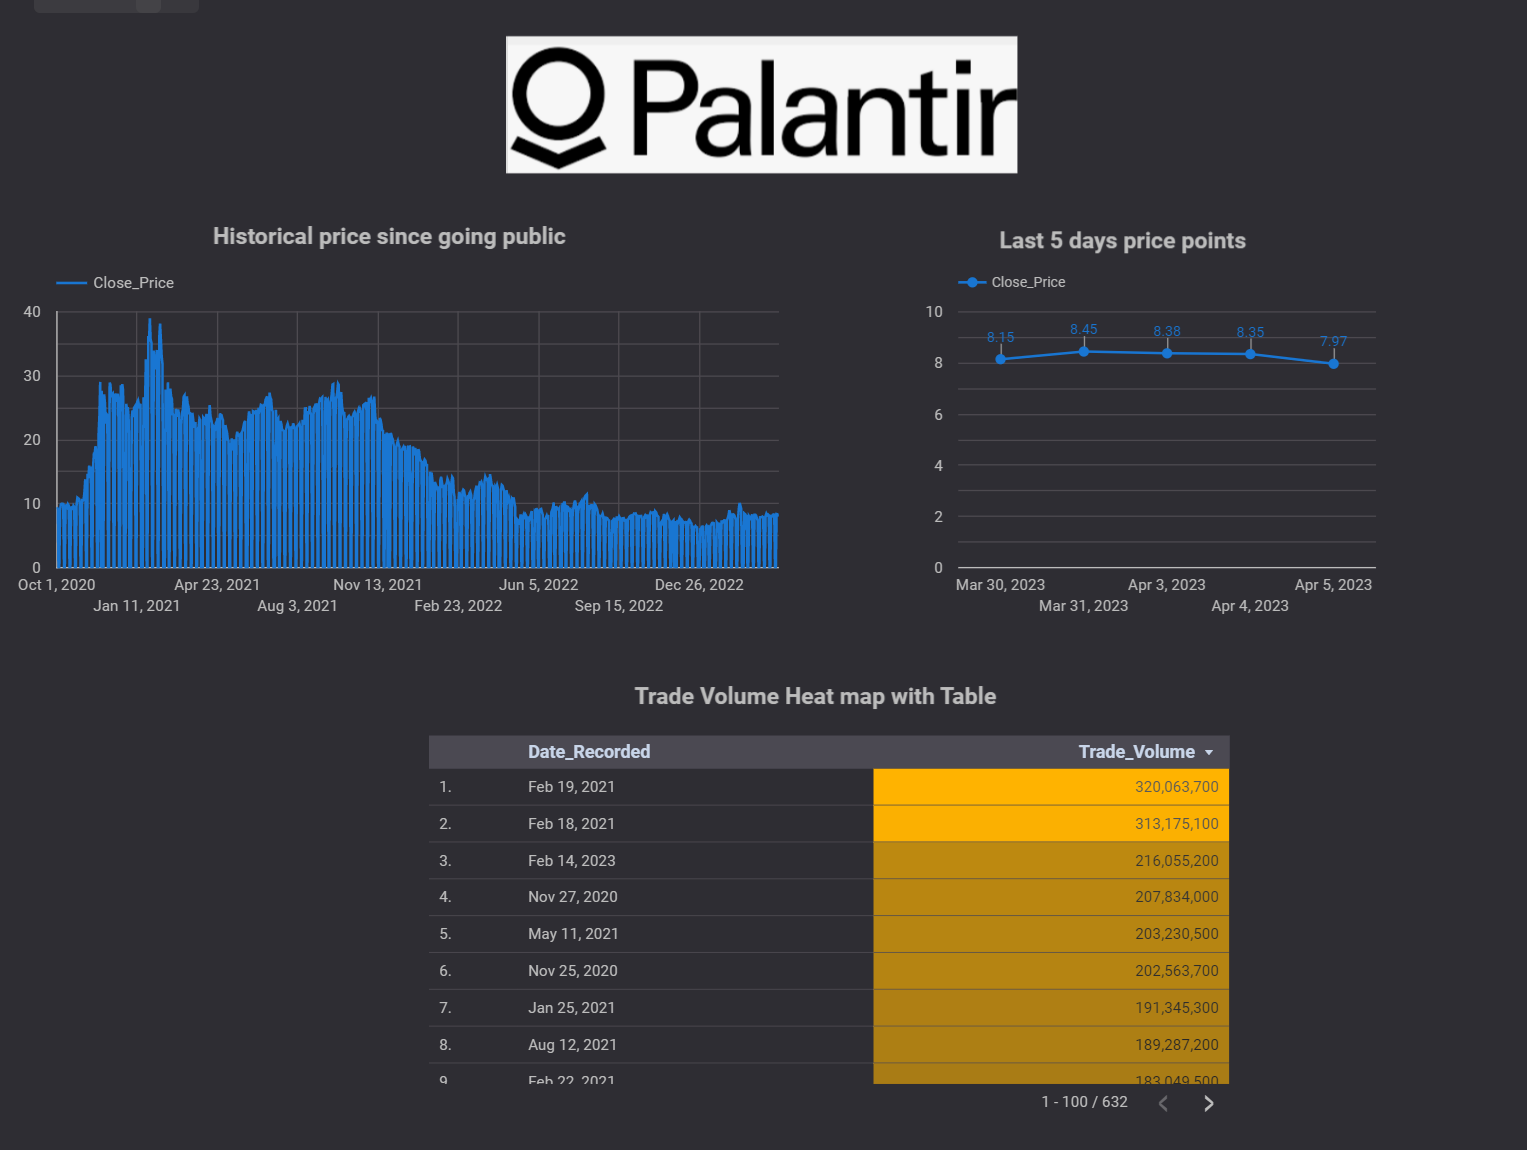 Palantir
Historical price since going public
Close_Price
40
30
20
10
0
Oct 1, 2020
Jan 11, 2021
Apr 23, 2021
Aug 3, 2021
Nov 13, 2021
Feb 23, 2022
Jun 5, 2022
Sep 15, 2022
Dec 26, 2022
Last 5 days price points
Close_Price
10
8
6
4
2
0
8.15
8.45
8.38
8.35
7.97
Mar 30, 2023
Mar 31, 2023
Apr 3, 2023
Apr 4, 2023
Apr 5, 2023
Trade Volume Heat map with Table
Date_Recorded Trade_Volume
1. Feb 19, 2021 320,063,700
2. Feb 18, 2021 313,175,100
3. Feb 14, 2023 216,055,200
4. Nov 27, 2020 207,834,000
5. May 11, 2021 203,230,500
6. Nov 25, 2020 202,563,700
7. Jan 25, 2021 191,345,300
8. Aug 12, 2021 189,287,200
9. Feb 22, 2021 183,049,500
1 - 100 / 632